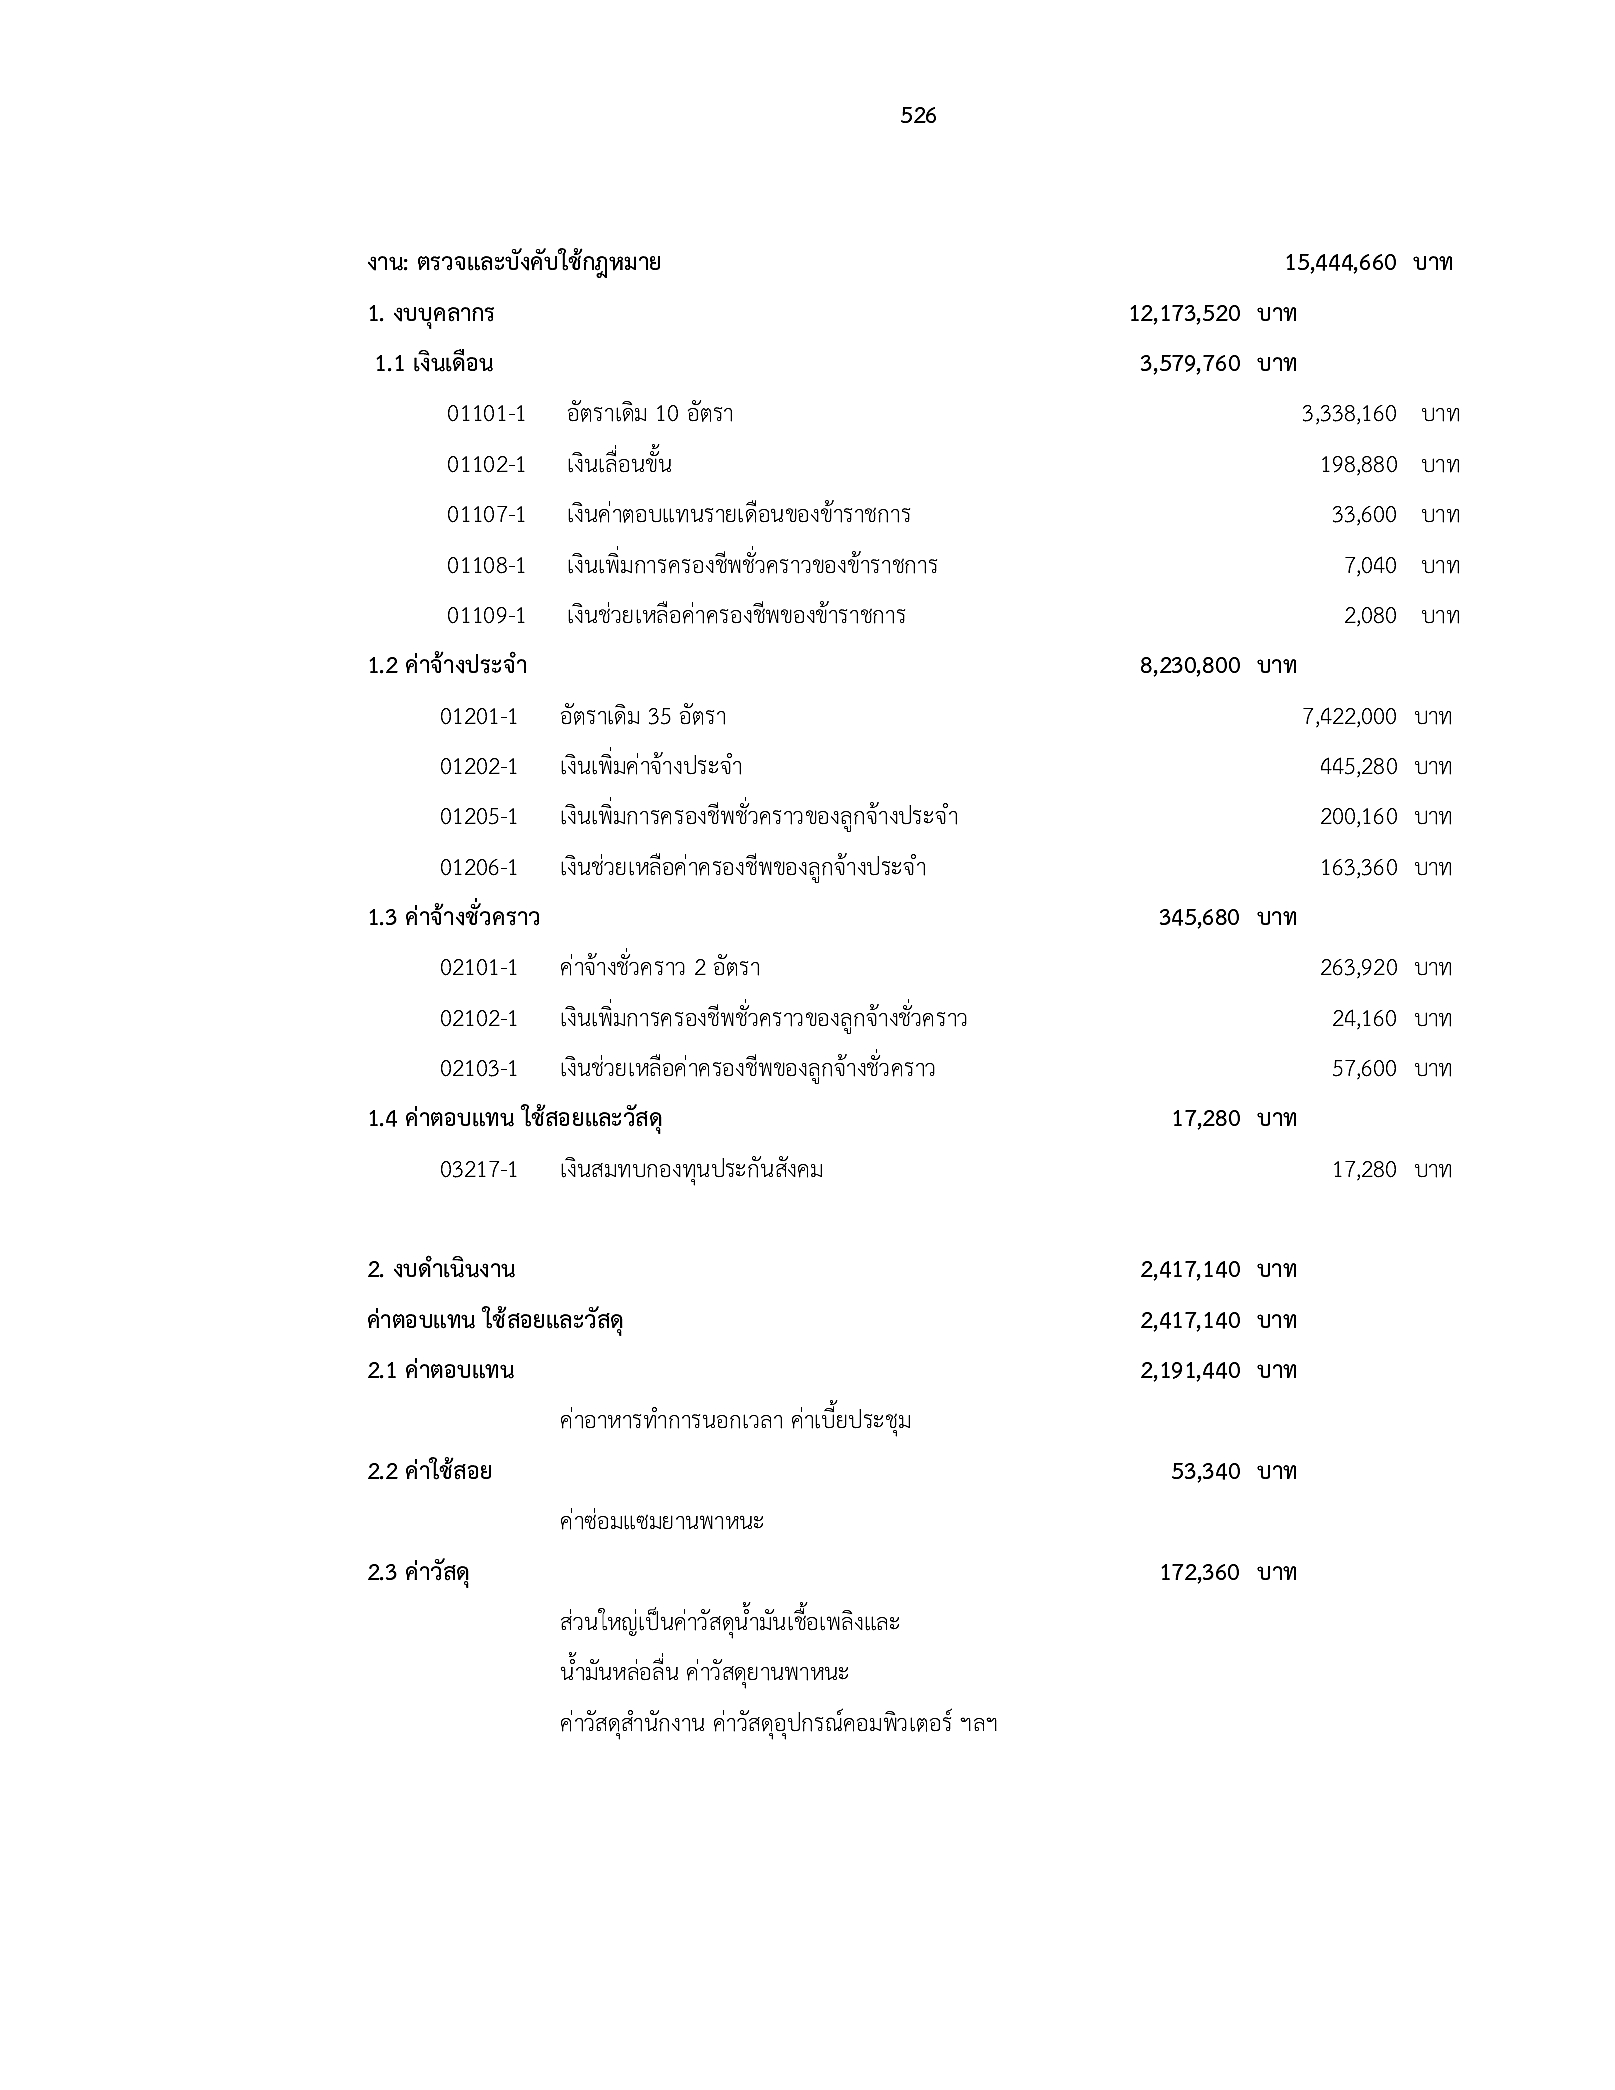 526
งาน: ตรวจและบังคับใช้กฎหมาย 15,444,660 บาท
1. งบบุคลากร 12,173,520 บาท
1.1 เงินเดือน 3,579,760 บาท
01101-1 อัตราเดิม 10 อัตรา 3,338,160 บาท
01102-1 เงินเลื่อนขั้น 198,880 บาท
01107-1 เงินค่าตอบแทนรายเดือนของข้าราชการ 33,600 บาท
01108-1 เงินเพิ่มการครองชีพชั่วคราวของข้าราชการ 7,040 บาท
01109-1 เงินช่วยเหลือค่าครองชีพของข้าราชการ 2,080 บาท
1.2 ค่าจ้างประจำ 8,230,800 บาท
01201-1 อัตราเดิม 35 อัตรา 7,422,000 บาท
01202-1 เงินเพิ่มค่าจ้างประจำ 445,280 บาท
01205-1 เงินเพิ่มการครองชีพชั่วคราวของลูกจ้างประจำ 200,160 บาท
01206-1 เงินช่วยเหลือค่าครองชีพของลูกจ้างประจำ 163,360 บาท
1.3 ค่าจ้างชั่วคราว 345,680 บาท
02101-1 ค่าจ้างชั่วคราว 2 อัตรา 263,920 บาท
02102-1 เงินเพิ่มการครองชีพชั่วคราวของลูกจ้างชั่วคราว 24,160 บาท
02103-1 เงินช่วยเหลือค่าครองชีพของลูกจ้างชั่วคราว 57,600 บาท
1.4 ค่าตอบแทน ใช้สอยและวัสดุ 17,280 บาท
03217-1 เงินสมทบกองทุนประกันสังคม 17,280 บาท
2. งบดำเนินงาน 2,417,140 บาท
ค่าตอบแทน ใช้สอยและวัสดุ 2,417,140 บาท
2.1 ค่าตอบแทน 2,191,440 บาท
ค่าอาหารทำการนอกเวลา ค่าเบี้ยประชุม
2.2 ค่าใช้สอย 53,340 บาท
ค่าซ่อมแซมยานพาหนะ
2.3 ค่าวัสดุ 172,360 บาท
ส่วนใหญ่เป็นค่าวัสดุน้ำมันเชื้อเพลิงและ
น้ำมันหล่อลื่น ค่าวัสดุยานพาหนะ
ค่าวัสดุสำนักงาน ค่าวัสดุอุปกรณ์คอมพิวเตอร์ ฯลฯ